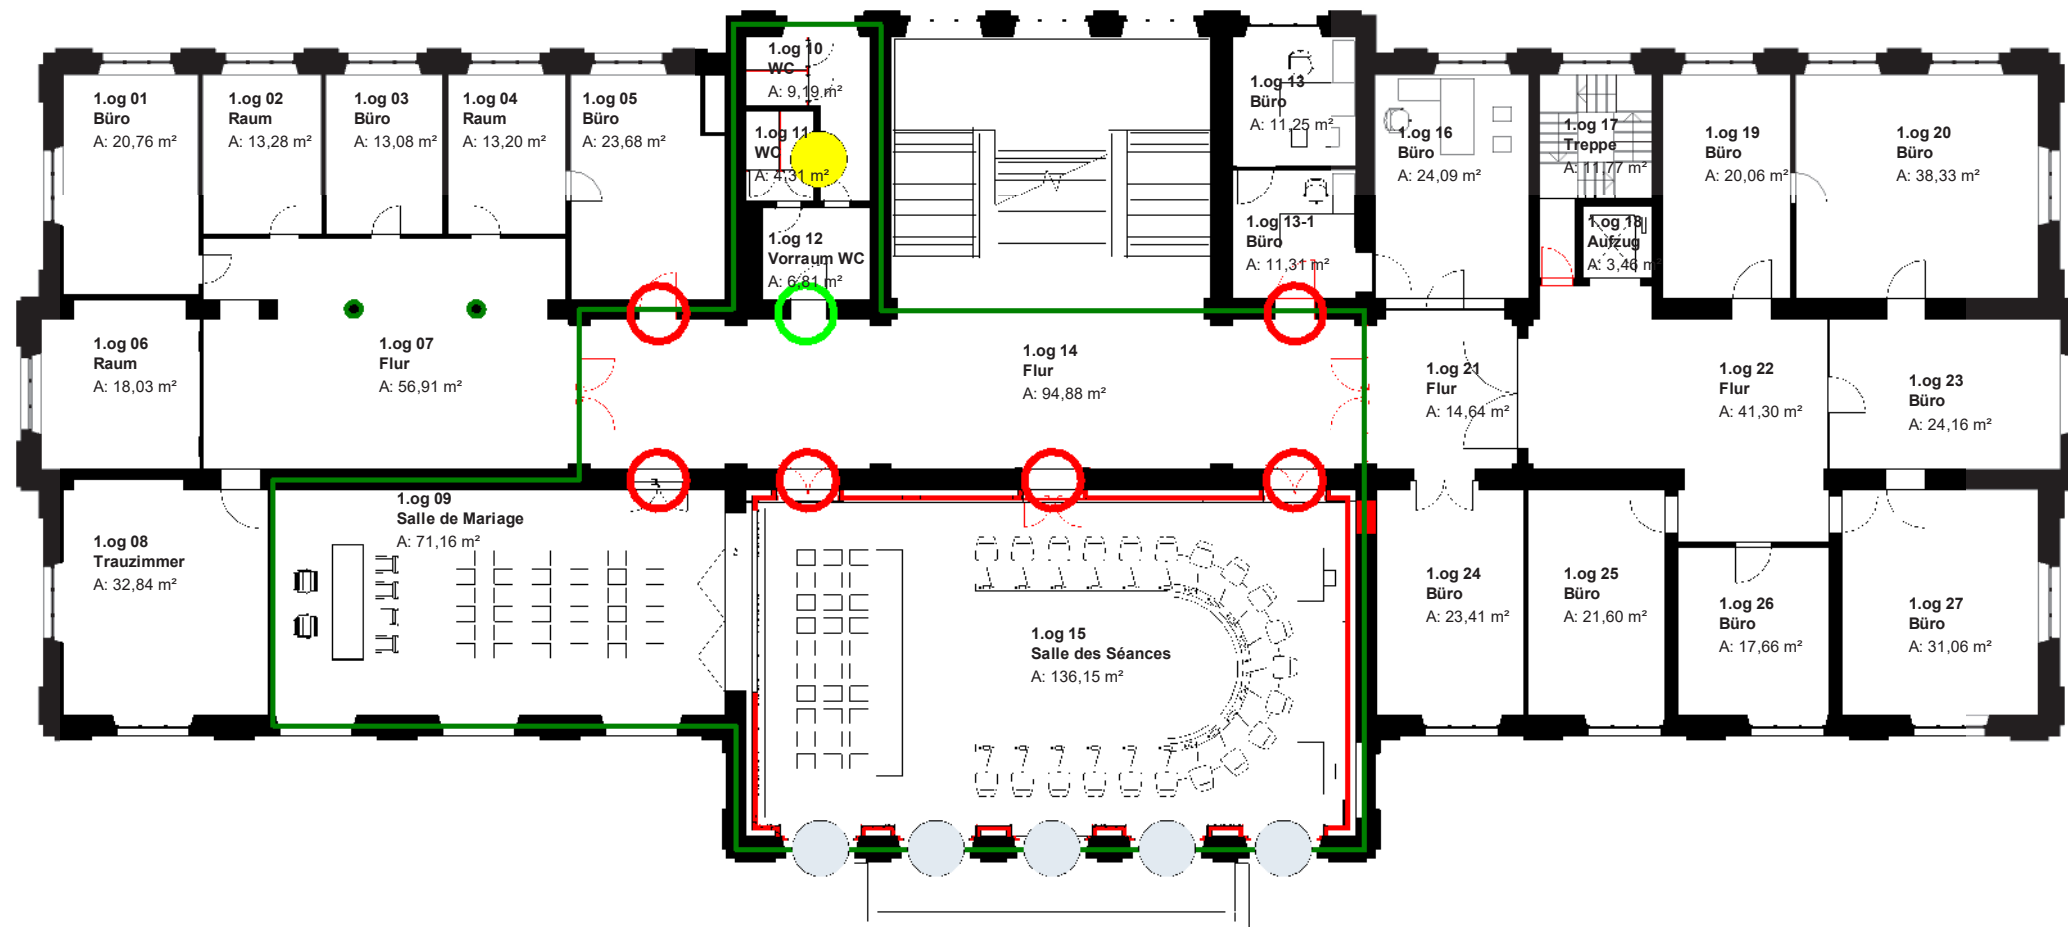 1.og 01
Büro
A: 20,76 m²
1.og 02
Raum
A: 13,28 m²
1.og 03
Büro
A: 13,08 m²
1.og 04
Raum
A: 13,20 m²
1.og 05
Büro
A: 23,68 m²
1.og 10
WC
A: 9,19 m²
1.og 11
WC
A: 4,31 m²
1.og 12
Vorraum WC
A: 6,81 m²
1.og 13
Büro
A: 11,25 m²
1.og 13-1
Büro
A: 11,31 m²
1.og 16
Büro
A: 24,09 m²
1.og 17
Treppe
A: 11,77 m²
1.og 18
Aufzug
A: 3,46 m²
1.og 19
Büro
A: 20,06 m²
1.og 20
Büro
A: 38,33 m²
1.og 06
Raum
A: 18,03 m²
1.og 07
Flur
A: 56,91 m²
1.og 14
Flur
A: 94,88 m²
1.og 21
Flur
A: 14,64 m²
1.og 22
Flur
A: 41,30 m²
1.og 23
Büro
A: 24,16 m²
1.og 08
Trauzimmer
A: 32,84 m²
1.og 09
Salle de Mariage
A: 71,16 m²
1.og 15
Salle des Séances
A: 136,15 m²
1.og 24
Büro
A: 23,41 m²
1.og 25
Büro
A: 21,60 m²
1.og 26
Büro
A: 17,66 m²
1.og 27
Büro
A: 31,06 m²